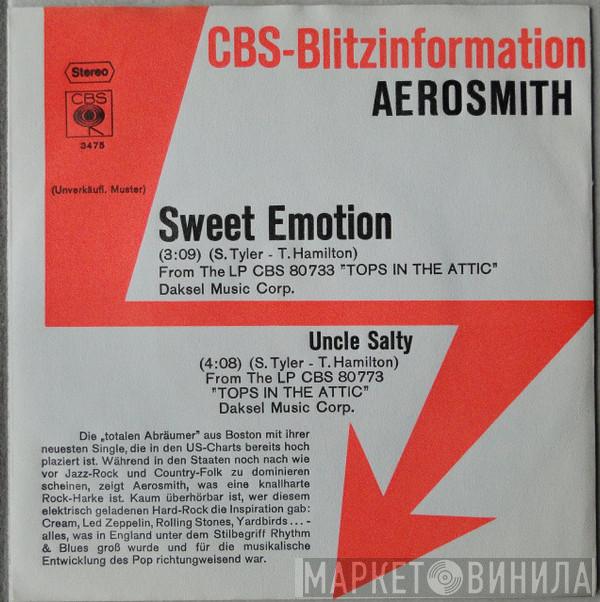 CBS-Blitzinformation
AEROSMITH
Stereo
CBS
3475
(Unverkäufl. Muster)
Sweet Emotion
(3:09) (S. Tyler - T. Hamilton)
From The LP CBS 80733 "TOPS IN THE ATTIC"
Daksel Music Corp.
Uncle Salty
(4:08) (S. Tyler - T. Hamilton)
From The LP CBS 80773
"TOPS IN THE ATTIC"
Daksel Music Corp.
Die „totalen Abräumer" aus Boston mit ihrer
neuesten Single, die in den US-Charts bereits hoch
plaziert ist. Während in den Staaten noch nach wie
vor Jazz-Rock und Country-Folk zu dominieren
scheinen, zeigt Aerosmith, was eine knallharte
Rock-Harke ist. Kaum überhörbar ist, wer diesem
elektrisch geladenen Hard-Rock die Inspiration gab:
Cream, Led Zeppelin, Rolling Stones, Yardbirds... -
alles, was in England unter dem Stilbegriff Rhythm
& Blues groß wurde und für die musikalische
Entwicklung des Pop richtungweisend war.
МАРКЕТ ВИНИЛА